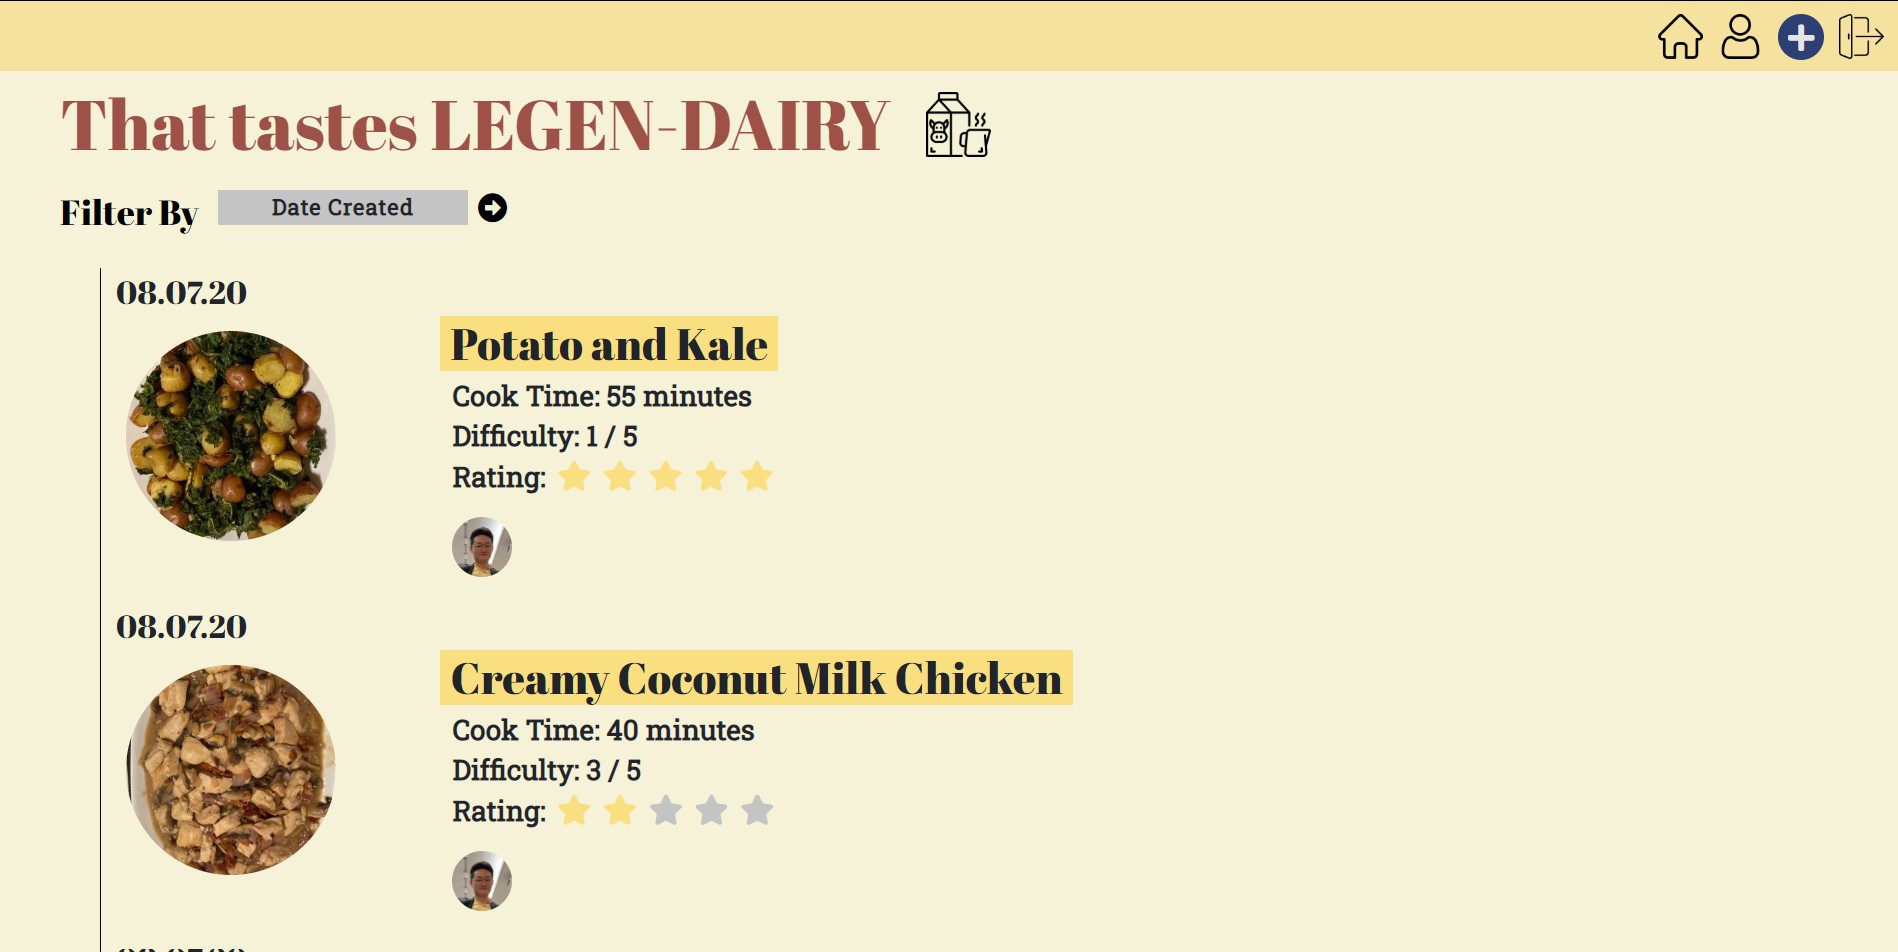 That tastes LEGEN-DAIRY
Filter By
Date Created
08.07.20
Potato and Kale
Cook Time: 55 minutes
Difficulty: 1 / 5
Rating:
08.07.20
Creamy Coconut Milk Chicken
Cook Time: 40 minutes
Difficulty: 3 / 5
Rating: